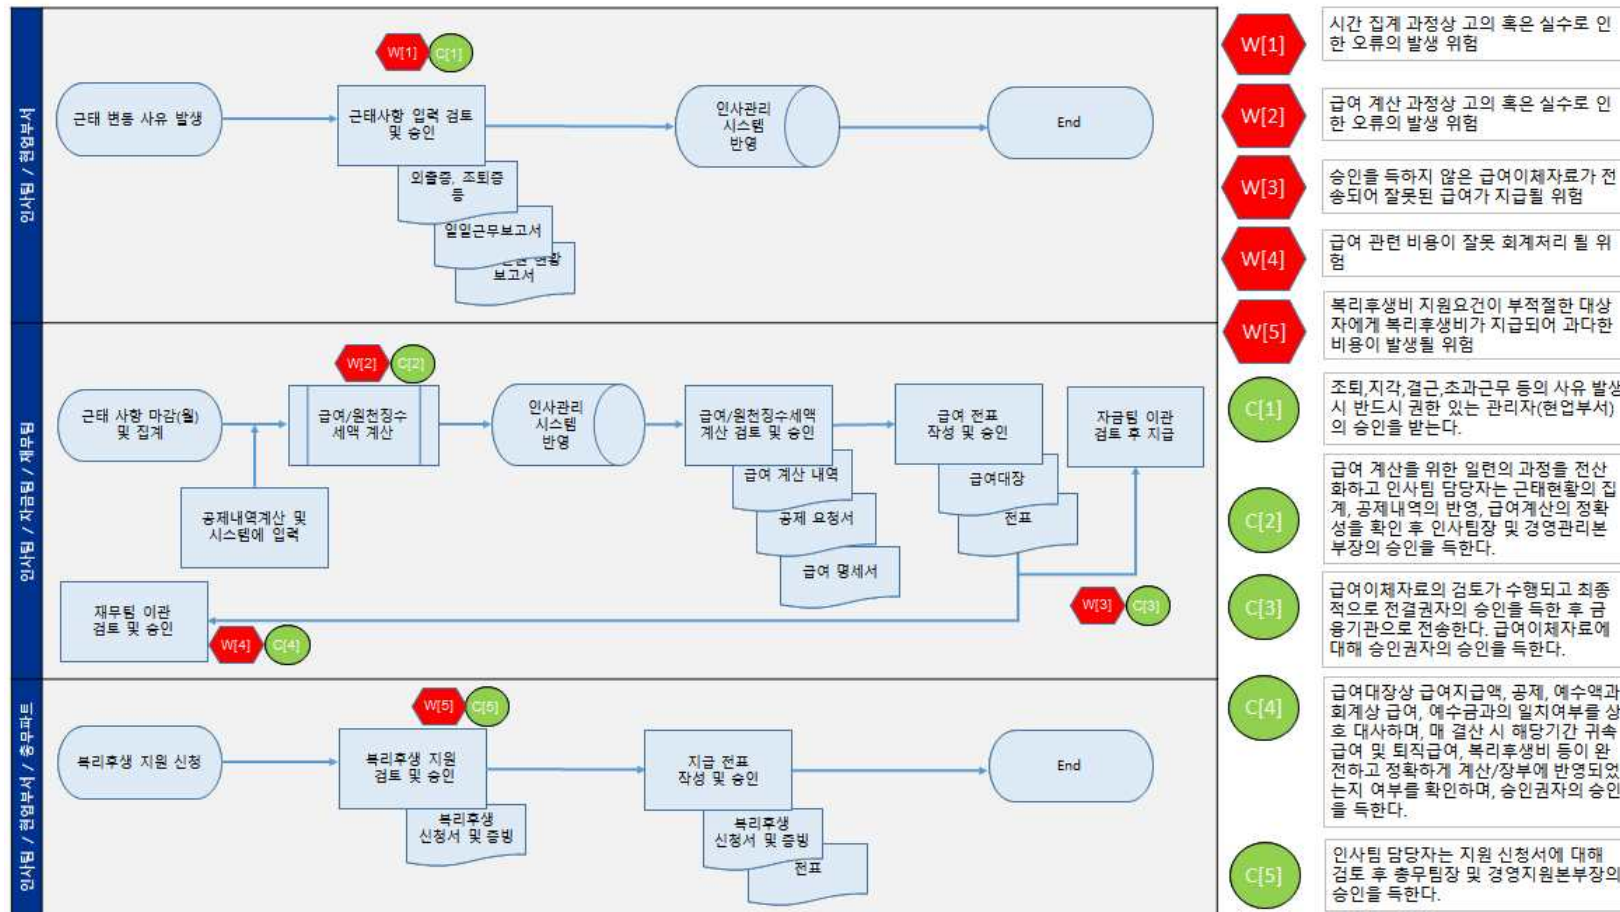 인사팀 / 현업부서
W[1]
C[1]
근태 변동 사유 발생
근태사항 입력 검토
및 승인
외출증, 조퇴증
등
일일근무보고서
현황
보고서
인사관리
시스템
반영
End
인사팀 / 자금팀 / 재무팀
W[2]
C[2]
근태 사항 마감(월)
및 집계
급여/원천징수
세액 계산
공제내역계산 및
시스템에 입력
인사관리
시스템
반영
급여/원천징수세액
계산 검토 및 승인
급여 계산 내역
공제 요청서
급여 명세서
급여 전표
작성 및 승인
급여대장
전표
자금팀 이관
검토 후 지급
W[3]
C[3]
재무팀 이관
검토 및 승인
W[4]
C[4]
인사팀 / 현업부서 / 총무파트
W[5]
C[5]
복리후생 지원 신청
복리후생 지원
검토 및 승인
복리후생
신청서 및 증빙
지급 전표
작성 및 승인
복리후생
신청서 및 증빙
전표
End
W[1]
시간 집계 과정상 고의 혹은 실수로 인
한 오류의 발생 위험
W[2]
급여 계산 과정상 고의 혹은 실수로 인
한 오류의 발생 위험
W[3]
승인을 득하지 않은 급여이체자료가 전
송되어 잘못된 급여가 지급될 위험
W[4]
급여 관련 비용이 잘못 회계처리 될 위
험
W[5]
복리후생비 지원요건이 부적절한 대상
자에게 복리후생비가 지급되어 과다한
비용이 발생될 위험
C[1]
조퇴,지각,결근,초과근무 등의 사유 발생
시 반드시 권한 있는 관리자(현업부서)
의 승인을 받는다.
C[2]
급여 계산을 위한 일련의 과정을 전산
화하고 인사팀 담당자는 근태현황의 집
계, 공제내역의 반영, 급여계산의 정확
성을 확인 후 인사팀장 및 경영관리본
부장의 승인을 득한다.
C[3]
급여이체자료의 검토가 수행되고 최종
적으로 전결권자의 승인을 득한 후 금
융기관으로 전송한다. 급여이체자료에
대해 승인권자의 승인을 득한다.
C[4]
급여대장상 급여지급액, 공제, 예수액과
회계상 급여, 예수금과의 일치여부를 상
호 대사하며, 매 결산 시 해당기간 귀속
급여 및 퇴직급여, 복리후생비 등이 완
전하고 정확하게 계산/장부에 반영되었
는지 여부를 확인하며, 승인권자의 승인
을 득한다.
C[5]
인사팀 담당자는 지원 신청서에 대해
검토 후 총무팀장 및 경영지원본부장의
승인을 득한다.